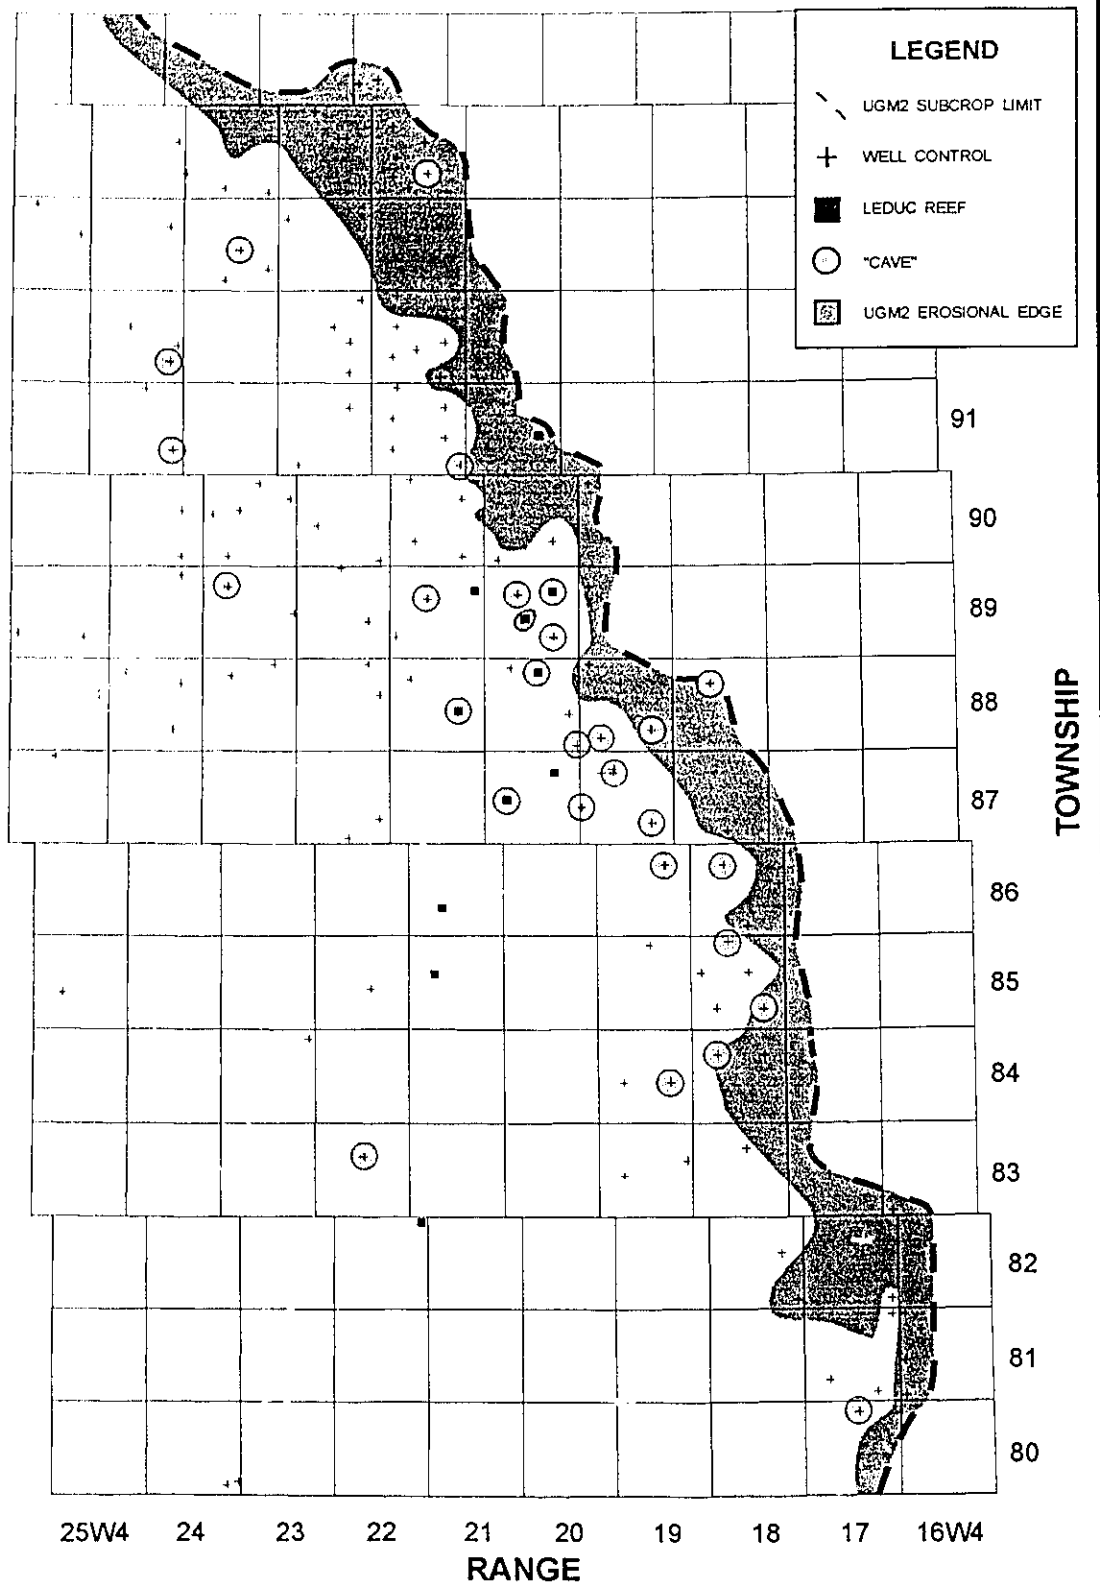 LEGEND
UGM2 SUBCROP LIMIT
WELL CONTROL
LEDUC REEF
"CAVE"
UGM2 EROSIONAL EDGE
91
90
89
88
87
86
85
84
83
82
81
80
TOWNSHIP
25W4 24 23 22 21 20 19 18 17 16W4
RANGE